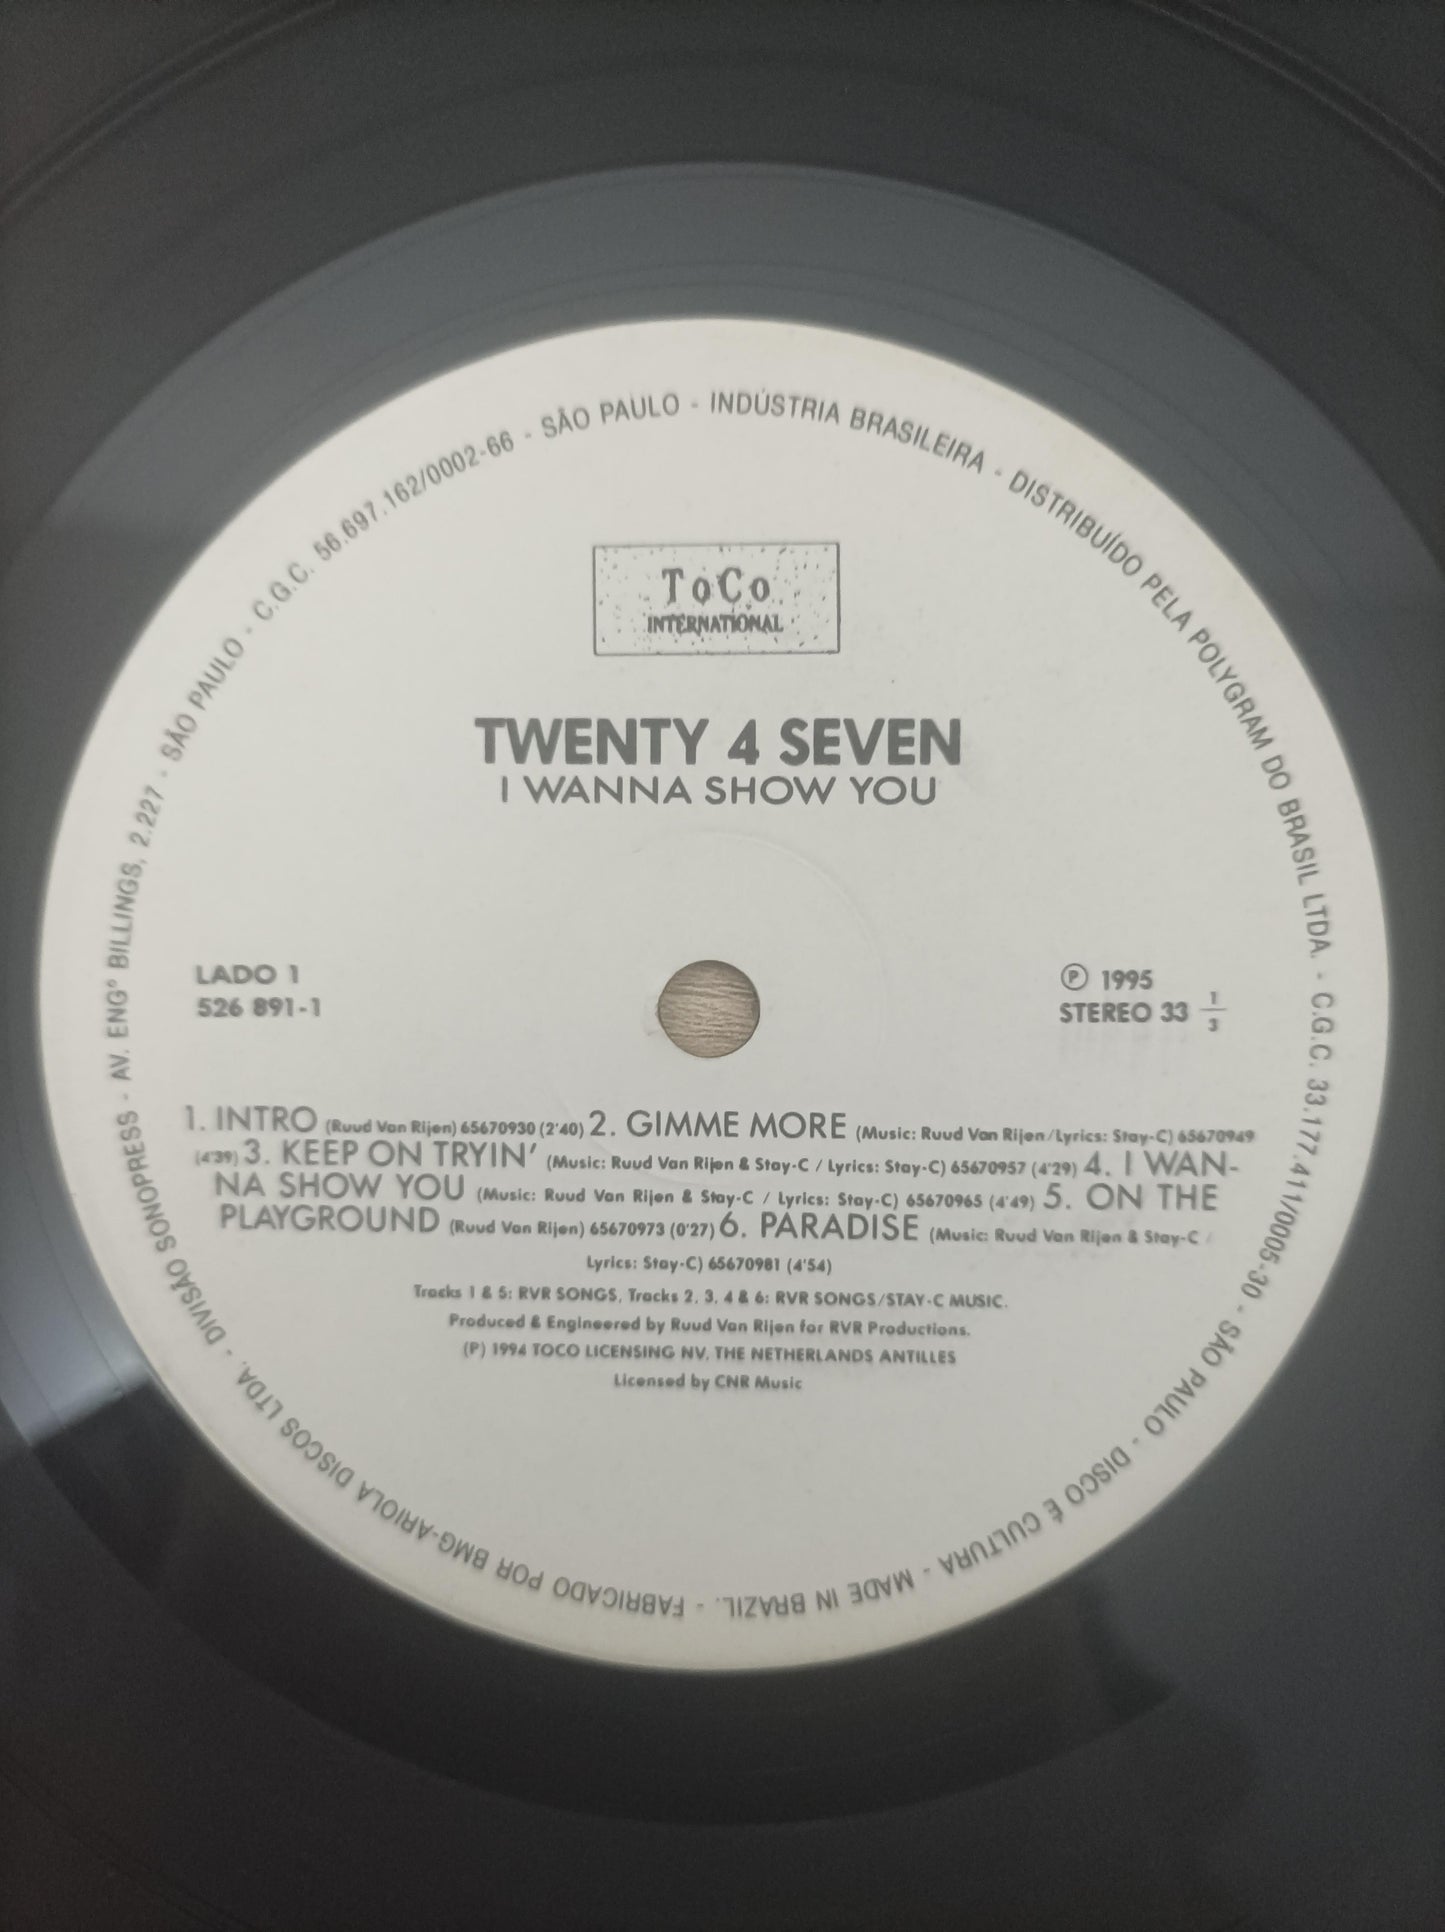 ToCo
INTERNATIONAL
TWENTY 4 SEVEN
I WANNA SHOW YOU
LADO 1
526 891-1
℗ 1995
STEREO 33 1/3
1. INTRO (Ruud Van Rijen) 65670930 (2'40) 2. GIMME MORE (Music: Ruud Van Rijen/Lyrics: Stay-C) 65670949
(4'39) 3. KEEP ON TRYIN' (Music: Ruud Van Rijen & Stay-C / Lyrics: Stay-C) 65670957 (4'29) 4. I WAN-
NA SHOW YOU (Music: Ruud Van Rijen & Stay-C / Lyrics: Stay-C) 65670965 (4'49) 5. ON THE
PLAYGROUND (Ruud Van Rijen) 65670973 (0'27) 6. PARADISE (Music: Ruud Van Rijen & Stay-C /
Lyrics: Stay-C) 65670981 (4'54)
Tracks 1 & 5: RVR SONGS, Tracks 2, 3, 4 & 6: RVR SONGS/STAY-C MUSIC.
Produced & Engineered by Ruud Van Rijen for RVR Productions.
(P) 1994 TOCO LICENSING NV, THE NETHERLANDS ANTILLES
Licensed by CNR Music
FABRICADO POR BMG-ARIOLA DISCOS LTDA. - DIVISÃO SONOPRESS - AV. ENGº BILLINGS, 2.227 - SÃO PAULO - C.G.C. 56.697.162/0002-66 - SÃO PAULO - INDÚSTRIA BRASILEIRA - DISTRIBUÍDO PELA POLYGRAM DO BRASIL LTDA. - C.G.C. 33.177.411/0005-30 - SÃO PAULO - DISCO É CULTURA - MADE IN BRAZIL. -